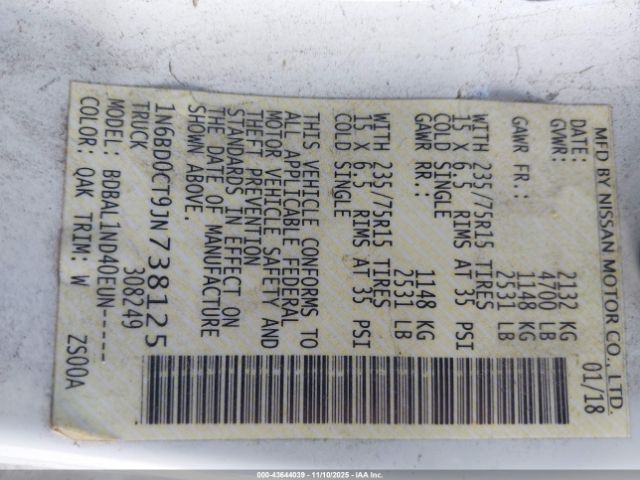 MFD BY NISSAN MOTOR CO., LTD.
DATE: 01/18
GVWR: 2132 KG
4700 LB
GAWR FR: 1148 KG
2531 LB
WITH 235/75R15 TIRES
15 X 6.5 RIMS AT 35 PSI
COLD SINGLE
GAWR RR: 1148 KG
2531 LB
WITH 235/75R15 TIRES
15 X 6.5 RIMS AT 35 PSI
COLD SINGLE
THIS VEHICLE CONFORMS TO
ALL APPLICABLE FEDERAL
MOTOR VEHICLE SAFETY AND
THEFT PREVENTION
STANDARDS IN EFFECT ON
THE DATE OF MANUFACTURE
SHOWN ABOVE.
1N6BD0CT9JN738125
TRUCK 308249
MODEL: BDBAL1ND40EUN-----
COLOR: QAK TRIM: W ZS00A
000-43644039 - 11/10/2025 - IAA Inc.